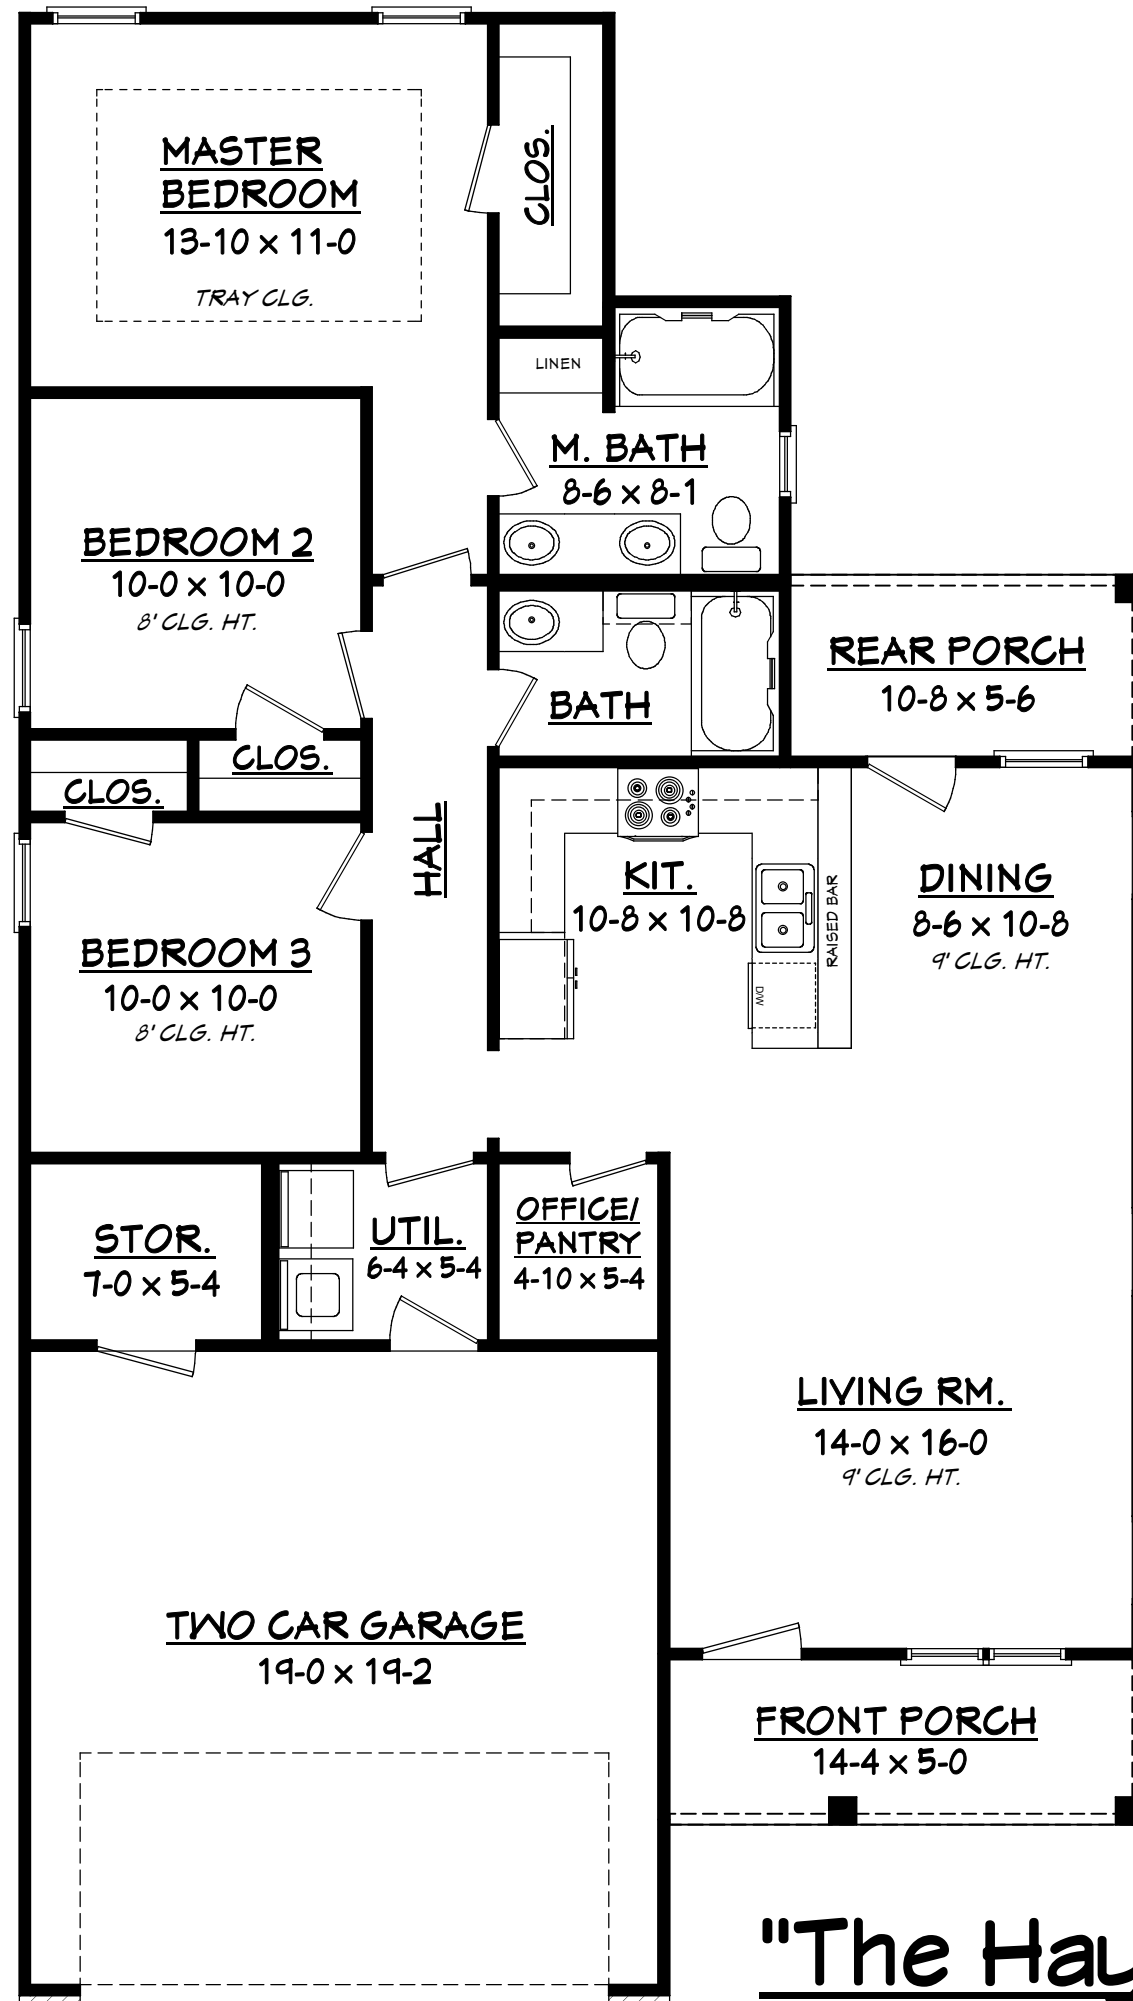 MASTER
BEDROOM
13-10 x 11-0
TRAY CLG.
CLOS.
LINEN
M. BATH
8-6 x 8-1
BEDROOM 2
10-0 x 10-0
8' CLG. HT.
REAR PORCH
10-8 x 5-6
BATH
CLOS.
CLOS.
HALL
KIT.
10-8 x 10-8
RAISED BAR
D/W
DINING
8-6 x 10-8
9' CLG. HT.
BEDROOM 3
10-0 x 10-0
8' CLG. HT.
STOR.
7-0 x 5-4
UTIL.
6-4 x 5-4
OFFICE/
PANTRY
4-10 x 5-4
LIVING RM.
14-0 x 16-0
9' CLG. HT.
TWO CAR GARAGE
19-0 x 19-2
FRONT PORCH
14-4 x 5-0
"The